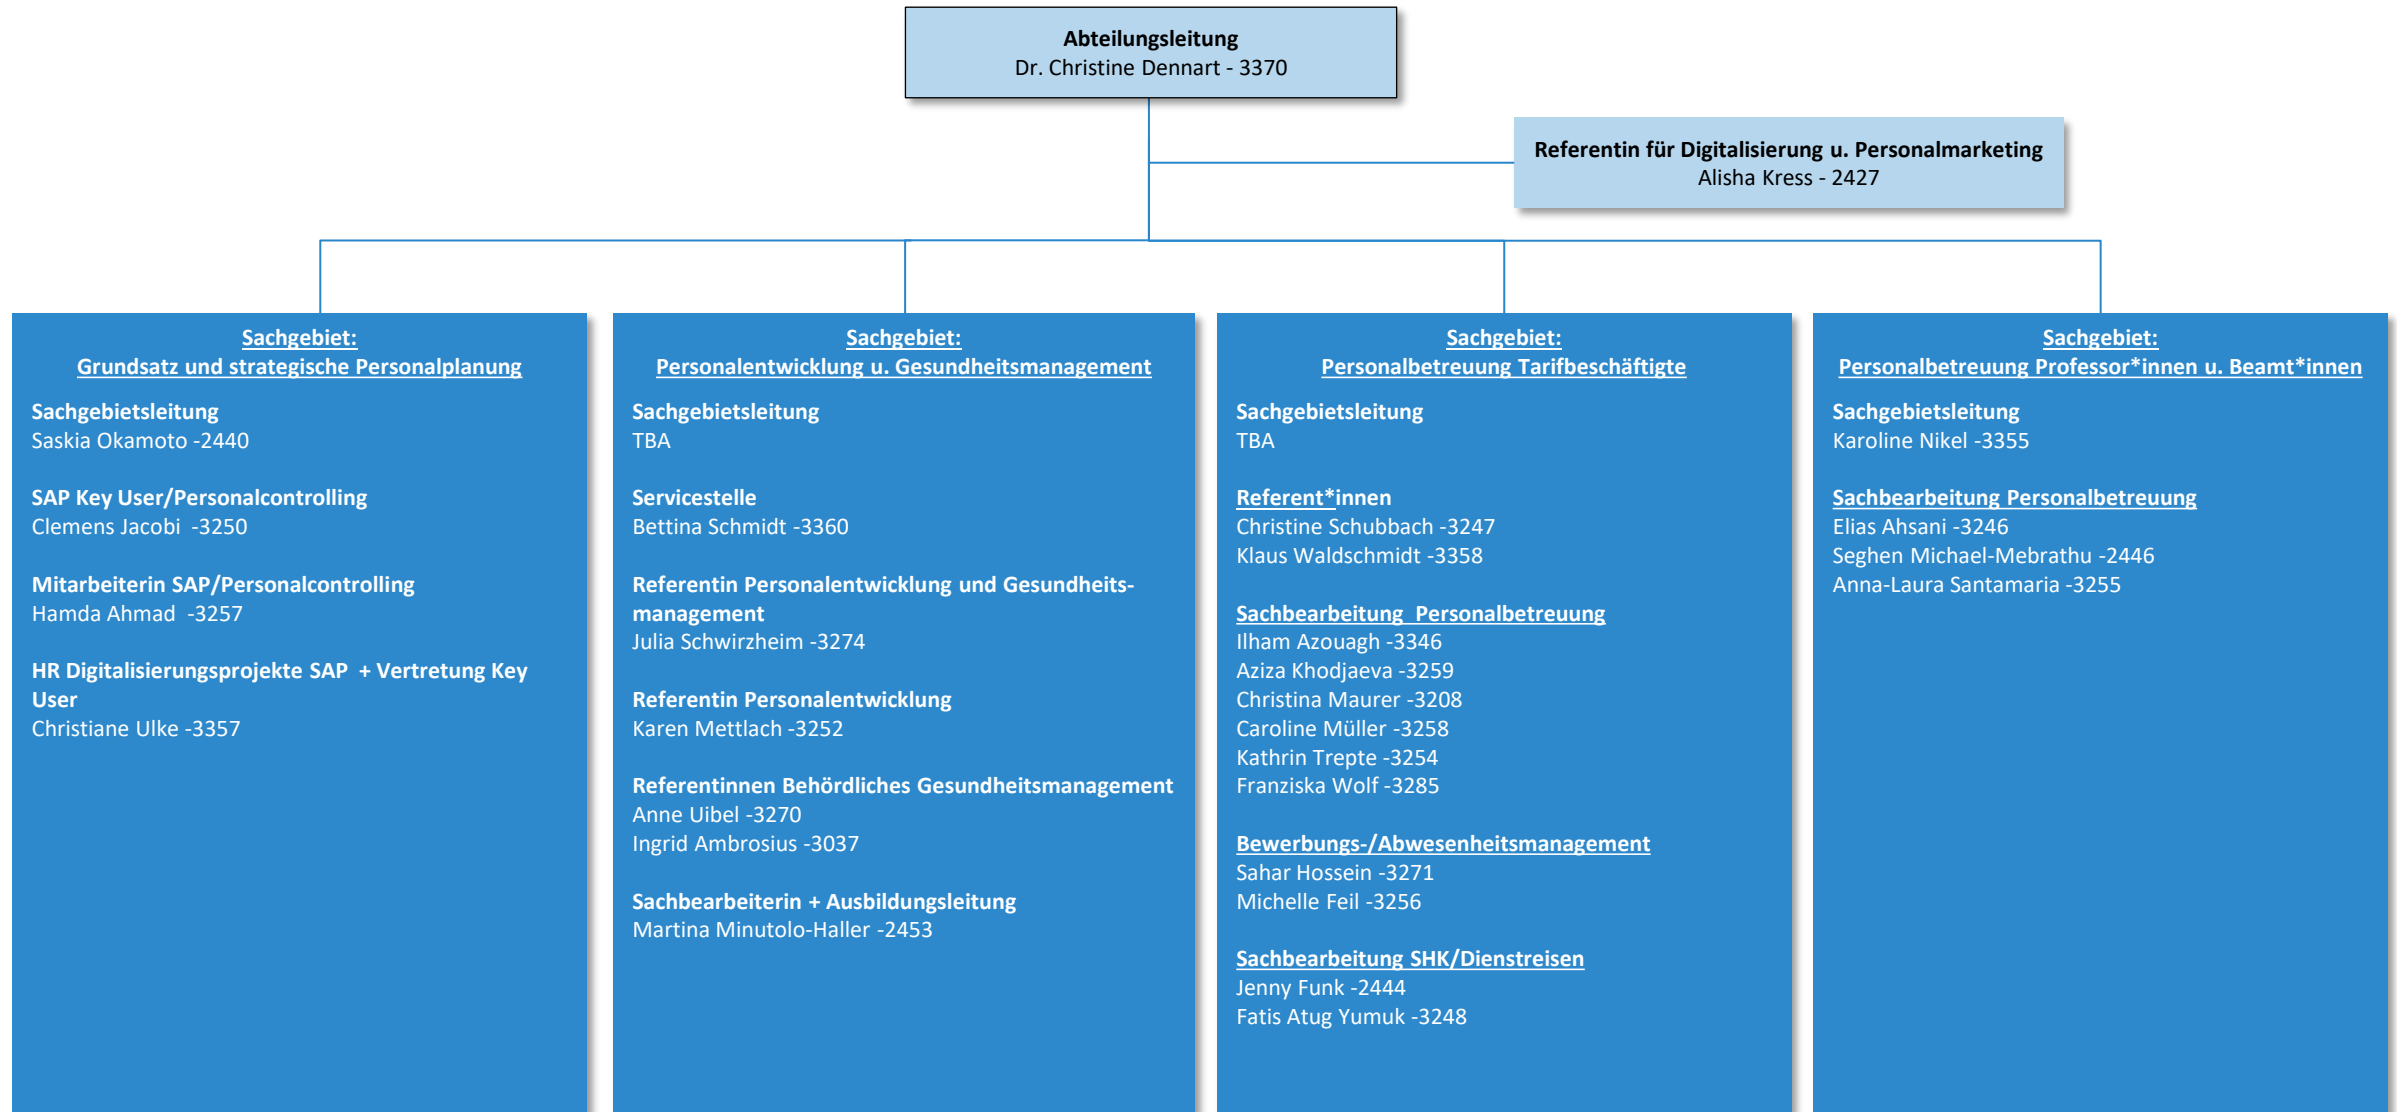 Abteilungsleitung
Dr. Christine Dennart - 3370
Referentin für Digitalisierung u. Personalmarketing
Alisha Kress - 2427
Sachgebiet:
Grundsatz und strategische Personalplanung
Sachgebietsleitung
Saskia Okamoto -2440
SAP Key User/Personalcontrolling
Clemens Jacobi -3250
Mitarbeiterin SAP/Personalcontrolling
Hamda Ahmad -3257
HR Digitalisierungsprojekte SAP + Vertretung Key
User
Christiane Ulke -3357
Sachgebiet:
Personalentwicklung u. Gesundheitsmanagement
Sachgebietsleitung
TBA
Servicestelle
Bettina Schmidt -3360
Referentin Personalentwicklung und Gesundheits-
management
Julia Schwirzheim -3274
Referentin Personalentwicklung
Karen Mettlach -3252
Referentinnen Behördliches Gesundheitsmanagement
Anne Uibel -3270
Ingrid Ambrosius -3037
Sachbearbeiterin + Ausbildungsleitung
Martina Minutolo-Haller -2453
Sachgebiet:
Personalbetreuung Tarifbeschäftigte
Sachgebietsleitung
TBA
Referent*innen
Christine Schubbach -3247
Klaus Waldschmidt -3358
Sachbearbeitung Personalbetreuung
Ilham Azouagh -3346
Aziza Khodjaeva -3259
Christina Maurer -3208
Caroline Müller -3258
Kathrin Trepte -3254
Franziska Wolf -3285
Bewerbungs-/Abwesenheitsmanagement
Sahar Hossein -3271
Michelle Feil -3256
Sachbearbeitung SHK/Dienstreisen
Jenny Funk -2444
Fatis Atug Yumuk -3248
Sachgebiet:
Personalbetreuung Professor*innen u. Beamt*innen
Sachgebietsleitung
Karoline Nikel -3355
Sachbearbeitung Personalbetreuung
Elias Ahsani -3246
Seghen Michael-Mebrathu -2446
Anna-Laura Santamaria -3255